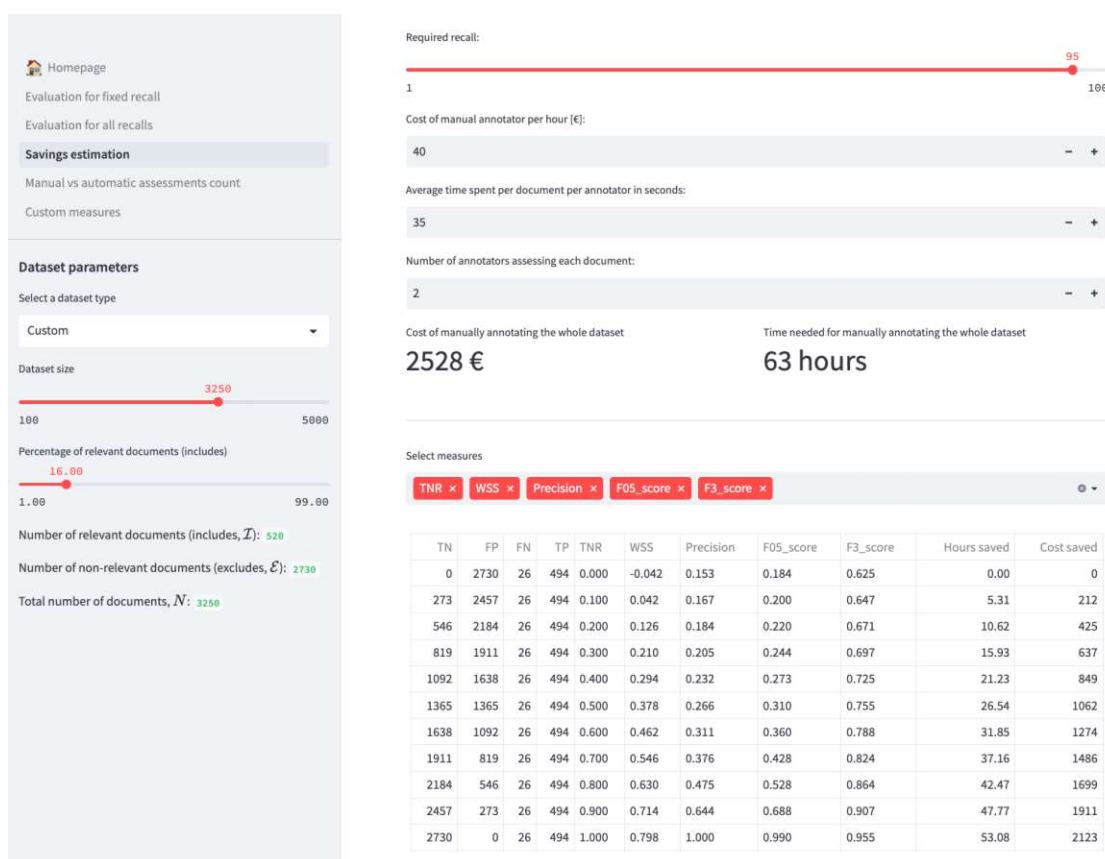 🏠 Homepage
Evaluation for fixed recall
Evaluation for all recalls
Savings estimation
Manual vs automatic assessments count
Custom measures
Dataset parameters
Select a dataset type
Custom
Dataset size
3250
100 5000
Percentage of relevant documents (includes)
16.00
1.00 99.00
Number of relevant documents (includes, I): 520
Number of non-relevant documents (excludes, E): 2730
Total number of documents, N: 3250
Required recall:
95
1 100
Cost of manual annotator per hour [€]:
40 − +
Average time spent per document per annotator in seconds:
35 − +
Number of annotators assessing each document:
2 − +
Cost of manually annotating the whole dataset Time needed for manually annotating the whole dataset
2528 € 63 hours
Select measures
TNR × WSS × Precision × F05_score × F3_score ×
TN FP FN TP TNR WSS Precision F05_score F3_score Hours saved Cost saved
0 2730 26 494 0.000 -0.042 0.153 0.184 0.625 0.00 0
273 2457 26 494 0.100 0.042 0.167 0.200 0.647 5.31 212
546 2184 26 494 0.200 0.126 0.184 0.220 0.671 10.62 425
819 1911 26 494 0.300 0.210 0.205 0.244 0.697 15.93 637
1092 1638 26 494 0.400 0.294 0.232 0.273 0.725 21.23 849
1365 1365 26 494 0.500 0.378 0.266 0.310 0.755 26.54 1062
1638 1092 26 494 0.600 0.462 0.311 0.360 0.788 31.85 1274
1911 819 26 494 0.700 0.546 0.376 0.428 0.824 37.16 1486
2184 546 26 494 0.800 0.630 0.475 0.528 0.864 42.47 1699
2457 273 26 494 0.900 0.714 0.644 0.688 0.907 47.77 1911
2730 0 26 494 1.000 0.798 1.000 0.990 0.955 53.08 2123